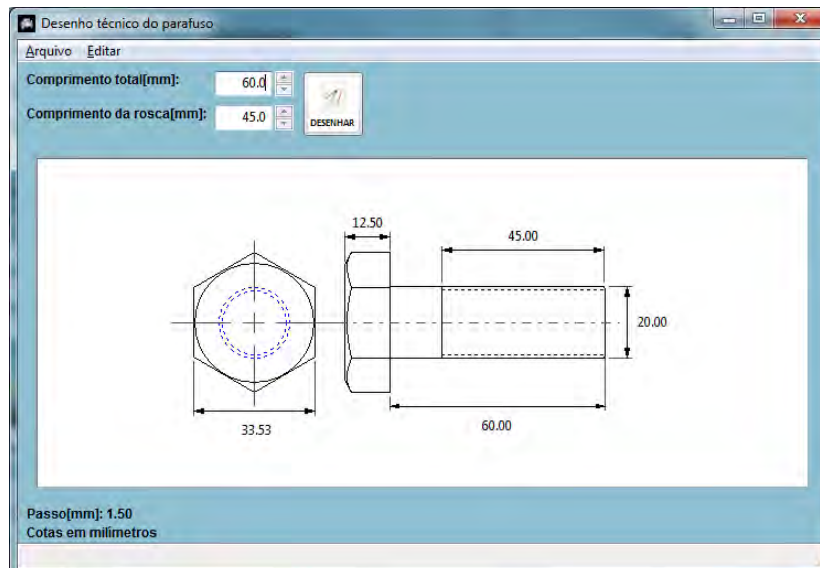 Desenho técnico do parafuso
Arquivo Editar
Comprimento total[mm]: 60.0
Comprimento da rosca[mm]: 45.0
DESENHAR
12.50
45.00
20.00
33.53
60.00
Passo[mm]: 1.50
Cotas em milímetros